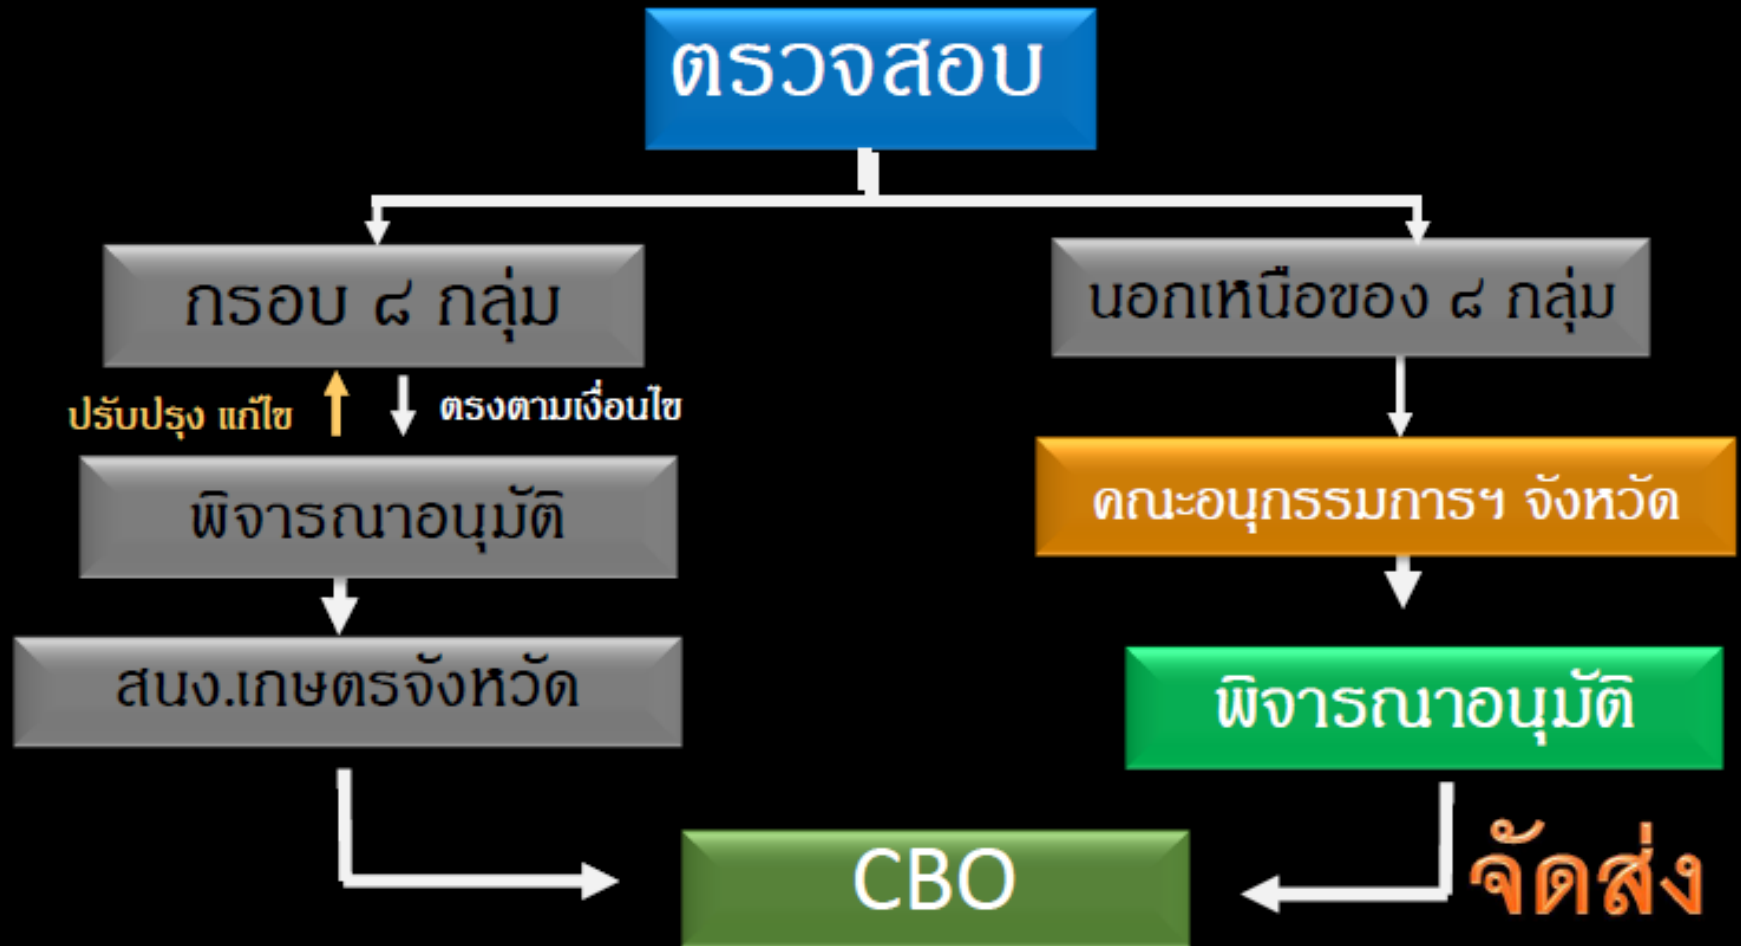 ตรวจสอบ
กรอบ ๘ กลุ่ม
นอกเหนือของ ๘ กลุ่ม
ปรับปรุง แก้ไข
ตรงตามเงื่อนไข
พิจารณาอนุมัติ
คณะอนุกรรมการฯ จังหวัด
สนง.เกษตรจังหวัด
พิจารณาอนุมัติ
CBO
จัดส่ง